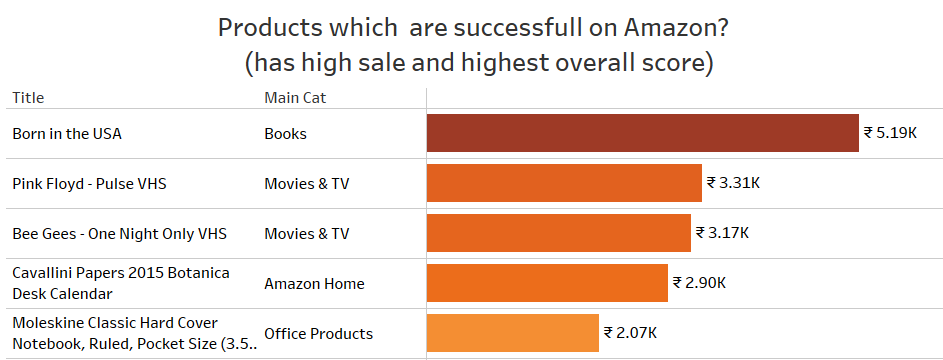 Products which are successfull on Amazon?
(has high sale and highest overall score)
Title Main Cat
Born in the USA Books ₹ 5.19K
Pink Floyd - Pulse VHS Movies & TV ₹ 3.31K
Bee Gees - One Night Only VHS Movies & TV ₹ 3.17K
Cavallini Papers 2015 Botanica
Desk Calendar Amazon Home ₹ 2.90K
Moleskine Classic Hard Cover
Notebook, Ruled, Pocket Size (3.5.. Office Products ₹ 2.07K